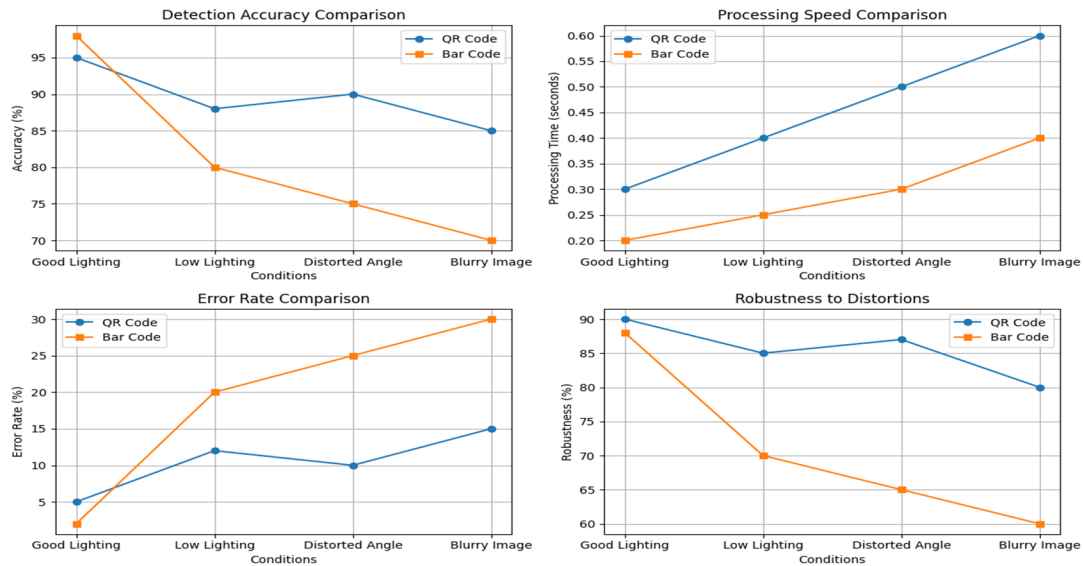 Detection Accuracy Comparison
QR Code
Bar Code
Accuracy (%)
95
90
85
80
75
70
Good Lighting
Low Lighting
Distorted Angle
Blurry Image
Conditions
Processing Speed Comparison
QR Code
Bar Code
Processing Time (seconds)
0.60
0.55
0.50
0.45
0.40
0.35
0.30
0.25
0.20
Good Lighting
Low Lighting
Distorted Angle
Blurry Image
Conditions
Error Rate Comparison
QR Code
Bar Code
Error Rate (%)
30
25
20
15
10
5
Good Lighting
Low Lighting
Distorted Angle
Blurry Image
Conditions
Robustness to Distortions
QR Code
Bar Code
Robustness (%)
90
85
80
75
70
65
60
Good Lighting
Low Lighting
Distorted Angle
Blurry Image
Conditions